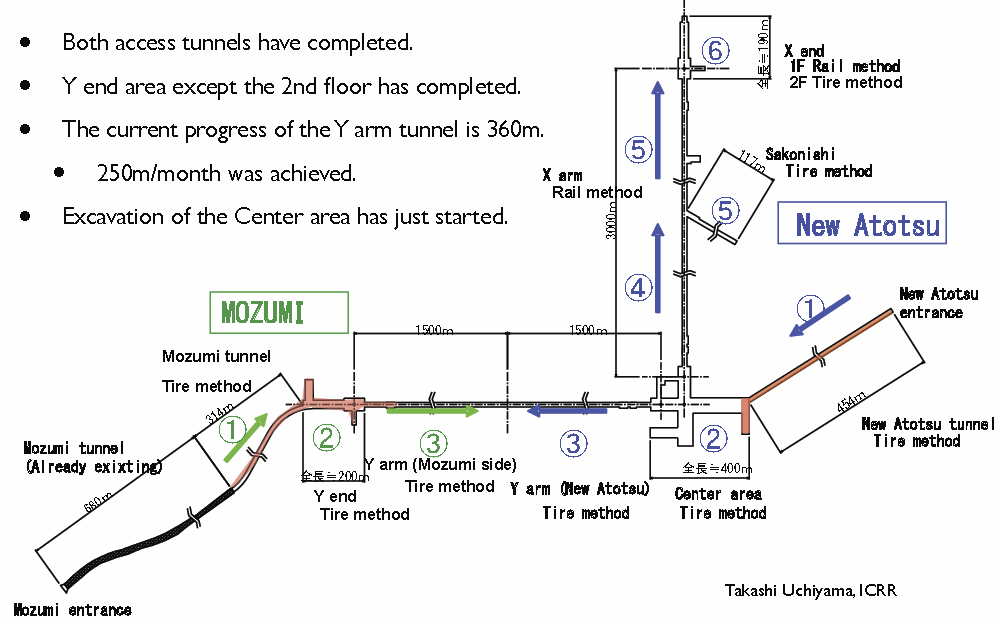 • Both access tunnels have completed.
• Y end area except the 2nd floor has completed.
• The current progress of the Y arm tunnel is 360m.
• 250m/month was achieved.
• Excavation of the Center area has just started.
⑥
全長≒190m
X end
1F Rail method
2F Tire method
⑤
X arm
Rail method
3000m
117m
Sakonishi
Tire method
⑤
New Atotsu
④
MOZUMI
①
New Atotsu
entrance
1500m
1500m
Mozumi tunnel
Tire method
314m
①
454m
New Atotsu tunnel
Tire method
Mozumi tunnel
(Already exixting)
680m
②
③
③
②
全長≒200m
Y arm (Mozumi side)
Tire method
全長≒400m
Y end
Tire method
Y arm (New Atotsu)
Tire method
Center area
Tire method
Takashi Uchiyama, ICRR
Mozumi entrance